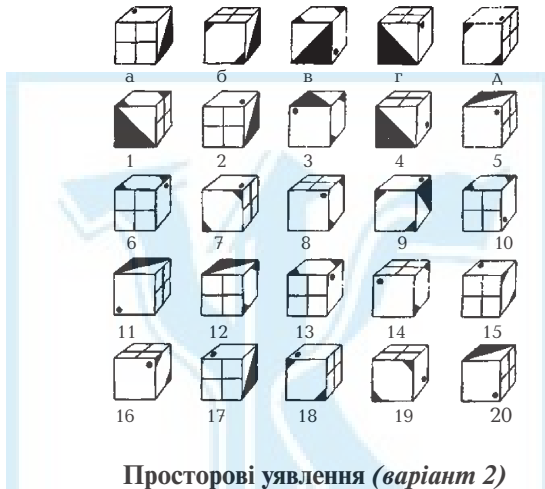 а б в г д
1 2 3 4 5
6 7 8 9 10
11 12 13 14 15
16 17 18 19 20
Просторові уявлення (варіант 2)